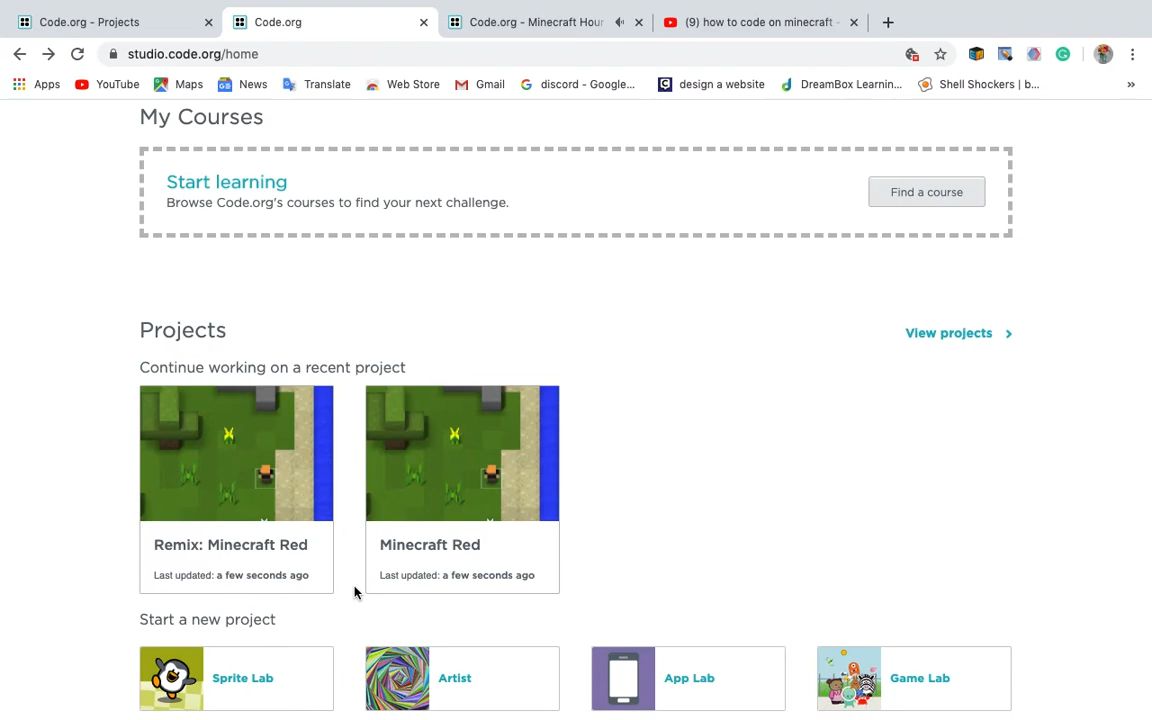 Code.org - Projects
Code.org
Code.org - Minecraft Hour
(9) how to code on minecraft -
studio.code.org/home
Apps
YouTube
Maps
News
Translate
Web Store
Gmail
discord - Google...
design a website
DreamBox Learnin...
Shell Shockers | b...
My Courses
Start learning
Browse Code.org's courses to find your next challenge.
Find a course
Projects
View projects
Continue working on a recent project
Remix: Minecraft Red
Last updated: a few seconds ago
Minecraft Red
Last updated: a few seconds ago
Start a new project
Sprite Lab
Artist
App Lab
Game Lab